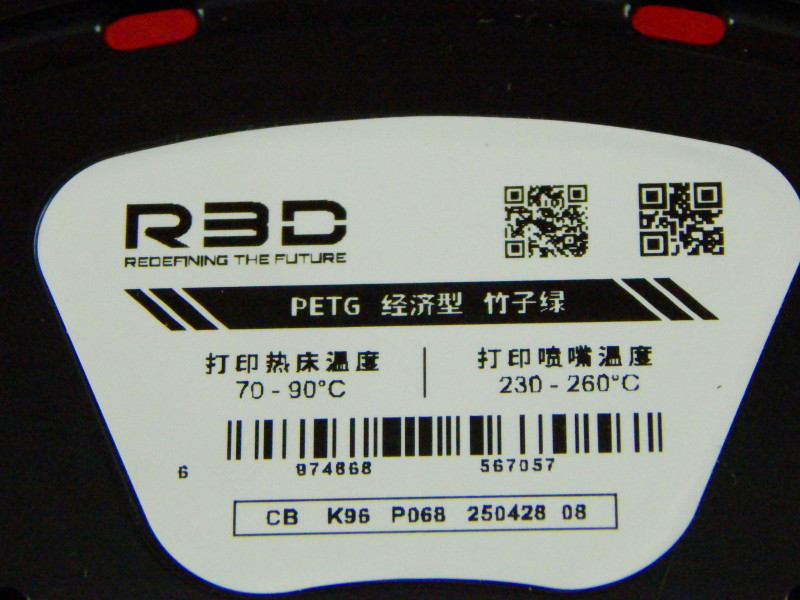 R3D
REDEFINING THE FUTURE
PETG 经济型 竹子绿
打印热床温度
70 - 90°C
打印喷嘴温度
230 - 260°C
6 974868 567057
CB K96 P068 250428 08